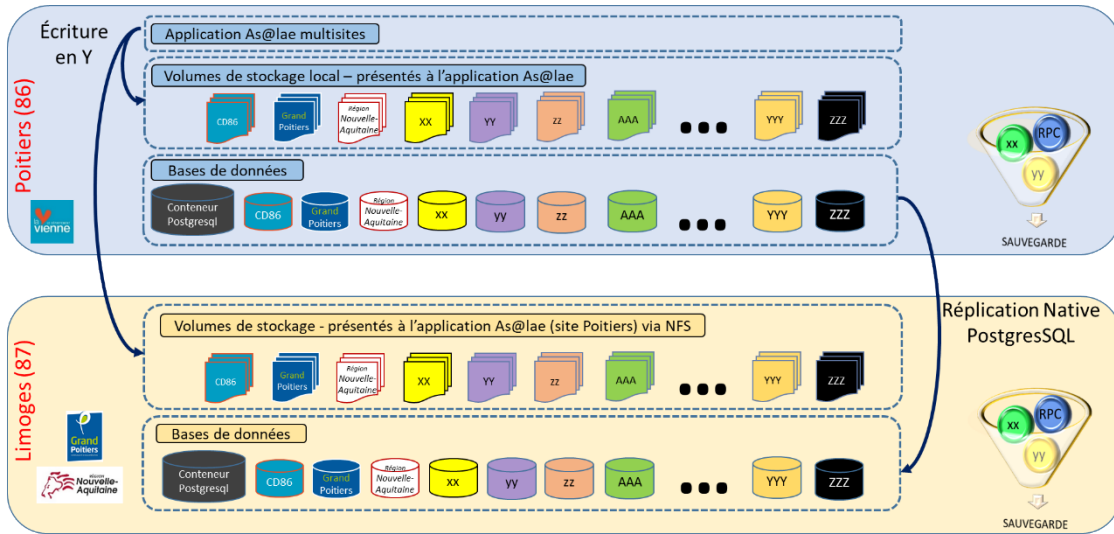 Écriture
en Y
Poitiers (86)
la
vienne
Application As@lae multisites
Volumes de stockage local – présentés à l'application As@lae
CD86
Grand
Poitiers
Région
Nouvelle-
Aquitaine
XX
YY
zz
AAA
...
YYY
ZZZ
Bases de données
Conteneur
Postgresql
CD86
Grand
Poitiers
Région
Nouvelle-
Aquitaine
xx
yy
zz
AAA
...
YYY
ZZZ
xx
RPC
yy
SAUVEGARDE
Limoges (87)
Grand
Poitiers
Nouvelle-
Aquitaine
Volumes de stockage - présentés à l'application As@lae (site Poitiers) via NFS
CD86
Grand
Poitiers
Région
Nouvelle-
Aquitaine
XX
YY
zz
AAA
...
YYY
ZZZ
Bases de données
Conteneur
Postgresql
CD86
Grand
Poitiers
Région
Nouvelle-
Aquitaine
xx
yy
zz
AAA
...
YYY
ZZZ
Réplication Native
PostgresSQL
xx
RPC
yy
SAUVEGARDE